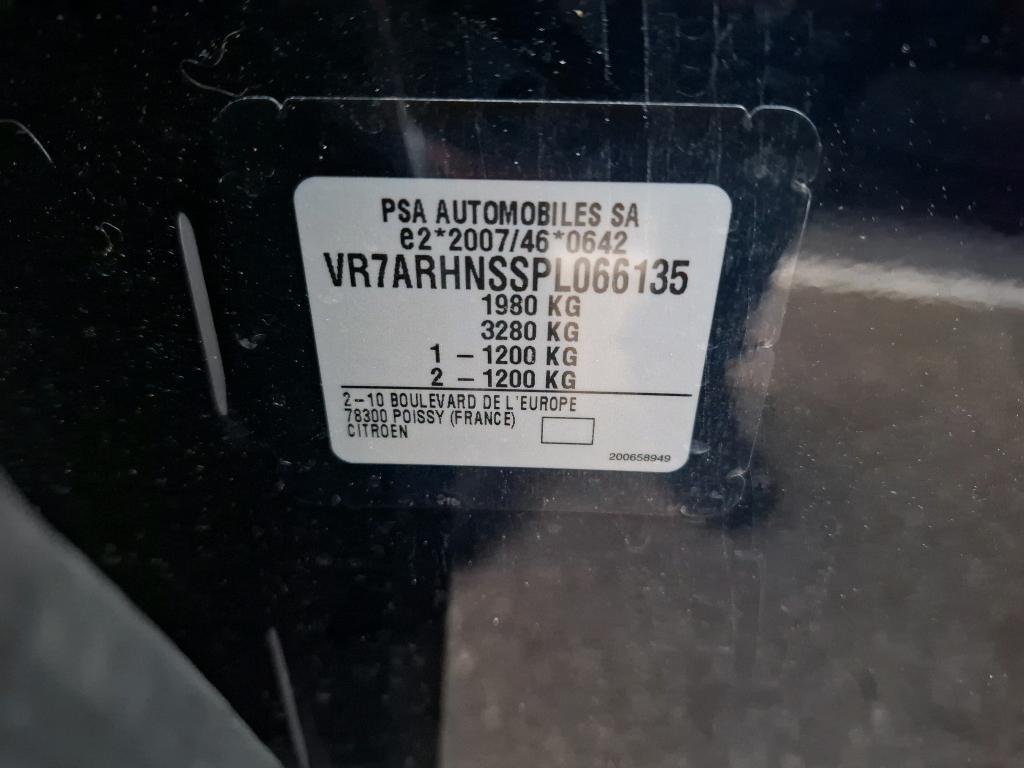 PSA AUTOMOBILES SA
e2*2007/46*0642
VR7ARHNSSPL066135
1980 KG
3280 KG
1 - 1200 KG
2 - 1200 KG
2-10 BOULEVARD DE L'EUROPE
78300 POISSY (FRANCE)
CITROEN
200658949